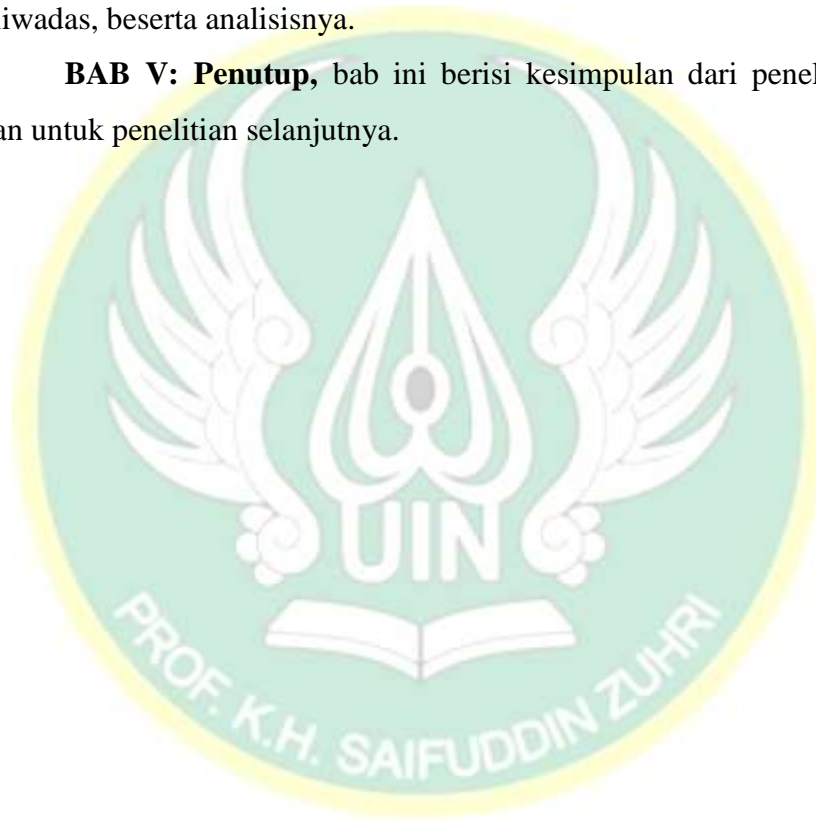 iwadas, beserta analisisnya.
BAB V: Penutup, bab ini berisi kesimpulan dari penel
an untuk penelitian selanjutnya.
UIN
PROF. K.H. SAIFUDDIN ZUHRI